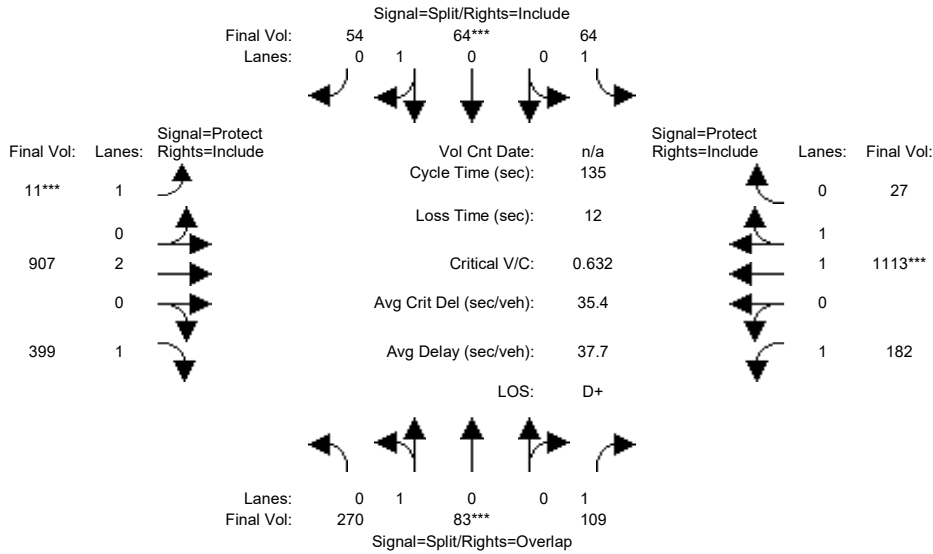 Signal=Split/Rights=Include
Final Vol: 54 64*** 64
Lanes: 0 1 0 0 1
Signal=Protect Signal=Protect
Final Vol: Lanes: Rights=Include Vol Cnt Date: n/a Rights=Include Lanes: Final Vol:
Cycle Time (sec): 135
11*** 1 0 27
Loss Time (sec): 12
0 1
907 2 Critical V/C: 0.632 1 1113***
0 Avg Crit Del (sec/veh): 35.4 0
399 1 Avg Delay (sec/veh): 37.7 1 182
LOS: D+
Lanes: 0 1 0 0 1
Final Vol: 270 83*** 109
Signal=Split/Rights=Overlap